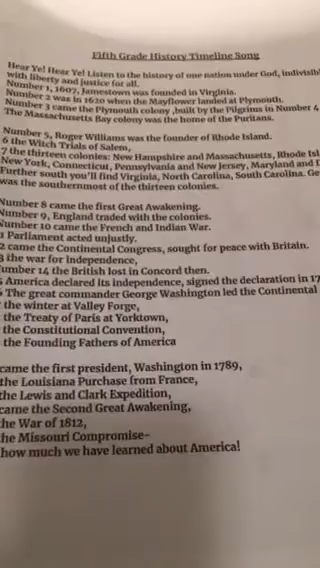 Fifth Grade History Timeline Song
Hear Ye! Hear Ye! Listen to the history of one nation under God, indivisibl
with liberty and justice for all.
Number 1, 1607, Jamestown was founded in Virginia.
Number 2 was in 1620 when the Mayflower landed at Plymouth.
Number 3 came the Plymouth colony ,built by the Pilgrims in Number 4
The Massachusetts Bay colony was the home of the Puritans.
Number 5, Roger Williams was the founder of Rhode Island.
6 the Witch Trials of Salem,
7 the thirteen colonies: New Hampshire and Massachusetts, Rhode Isl
New York, Connecticut, Pennsylvania and New Jersey, Maryland and D
Further south you'll find Virginia, North Carolina, South Carolina. Ge
was the southernmost of the thirteen colonies.
Number 8 came the first Great Awakening.
Number 9, England traded with the colonies.
Number 10 came the French and Indian War.
1 Parliament acted unjustly.
2 came the Continental Congress, sought for peace with Britain.
3 the war for independence,
umber 14 the British lost in Concord then.
5 America declared its independence, signed the declaration in 17
6 The great commander George Washington led the Continental
the winter at Valley Forge,
the Treaty of Paris at Yorktown,
the Constitutional Convention,
the Founding Fathers of America
came the first president, Washington in 1789,
the Louisiana Purchase from France,
the Lewis and Clark Expedition,
came the Second Great Awakening,
the War of 1812,
the Missouri Compromise–
how much we have learned about America!